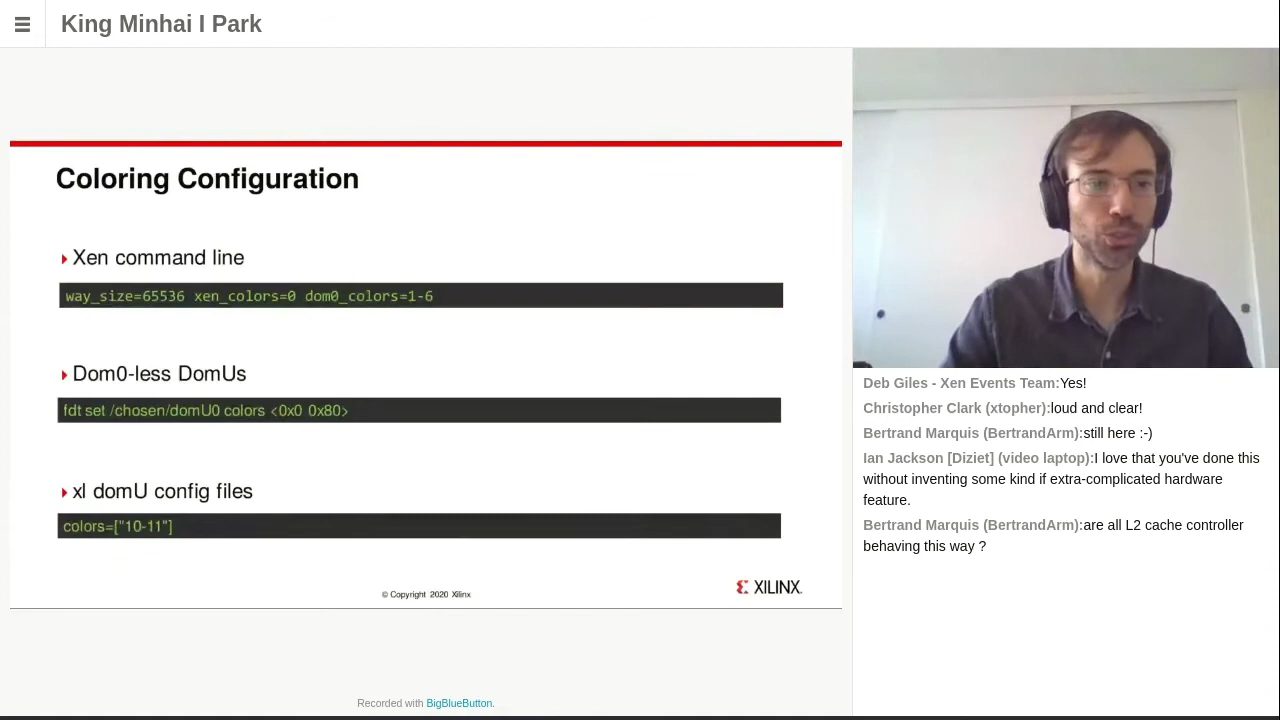 King Minhai I Park
Coloring Configuration
Xen command line
way_size=65536 xen_colors=0 dom0_colors=1-6
Dom0-less DomUs
fdt set /chosen/domU0 colors <0x0 0x80>
xl domU config files
colors=["10-11"]
© Copyright 2020 Xilinx
XILINX.
Recorded with BigBlueButton.
Deb Giles - Xen Events Team:Yes!
Christopher Clark (xtopher):loud and clear!
Bertrand Marquis (BertrandArm):still here :-)
Ian Jackson [Diziet] (video laptop):I love that you've done this
without inventing some kind if extra-complicated hardware
feature.
Bertrand Marquis (BertrandArm):are all L2 cache controller
behaving this way ?